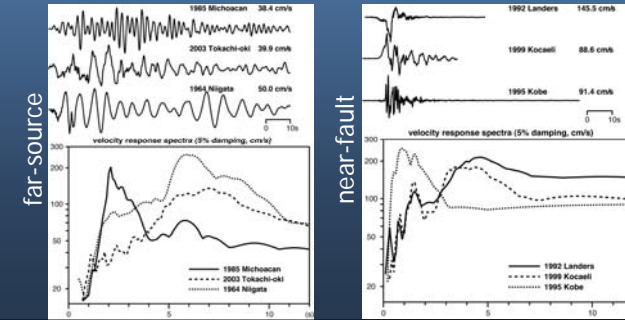 far-source
1985 Michoacan 38.4 cm/s
2003 Tokachi-oki 39.9 cm/s
1964 Niigata 50.0 cm/s
0 10s
velocity response spectra (5% damping, cm/s)
300
200
100
50
20
1985 Michoacan
2003 Tokachi-oki
1964 Niigata
0 5 10 (s)
near-fault
1992 Landers 145.5 cm/s
1999 Kocaeli 88.6 cm/s
1995 Kobe 91.4 cm/s
0 10s
velocity response spectra (5% damping, cm/s)
300
200
100
50
20
1992 Landers
1999 Kocaeli
1995 Kobe
0 5 10